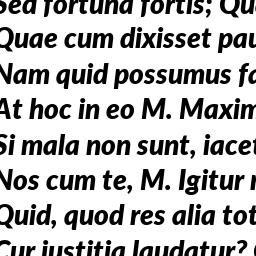 Sed fortuna fortis; Qu
Quae cum dixisset pau
Nam quid possumus fa
At hoc in eo M. Maxim
Si mala non sunt, iacet
Nos cum te, M. Igitur
Quid, quod res alia tot
Cur iustitia laudatur?